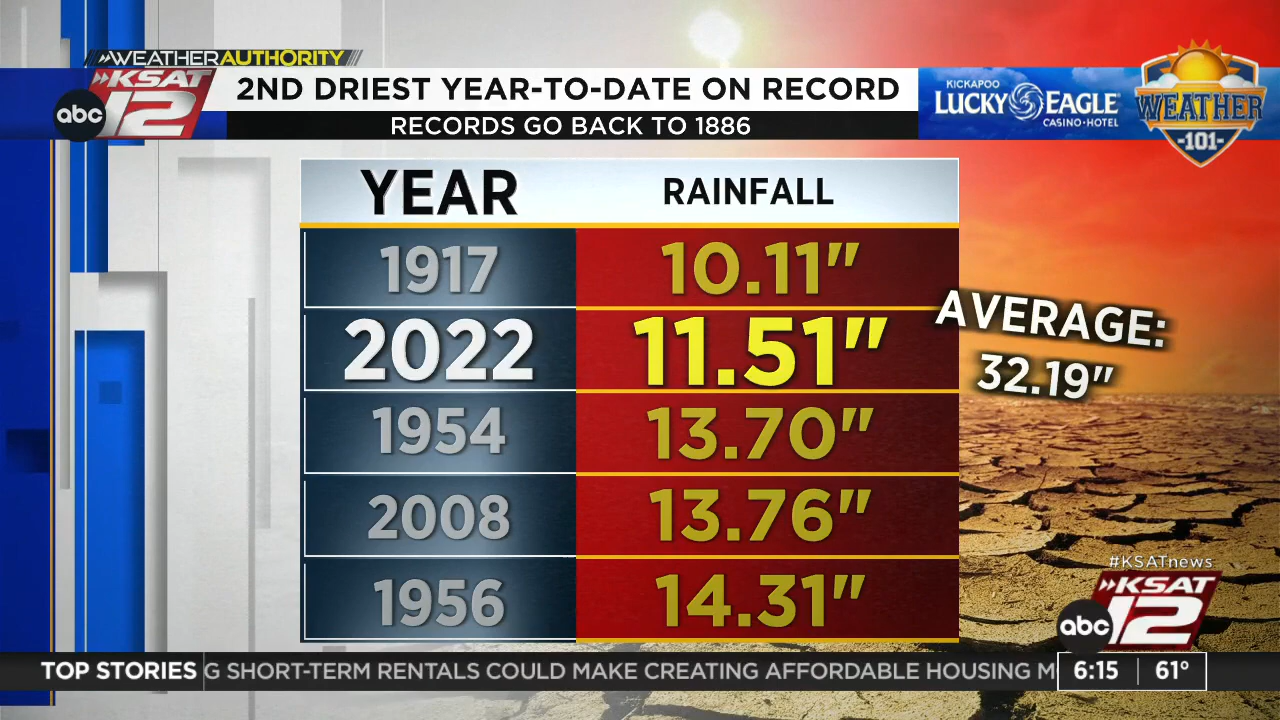 »WEATHERAUTHORITY
»KSAT
abc 12
2ND DRIEST YEAR-TO-DATE ON RECORD
RECORDS GO BACK TO 1886
KICKAPOO
LUCKY EAGLE
CASINO•HOTEL
WEATHER
-101-
YEAR RAINFALL
1917 10.11"
2022 11.51"
1954 13.70"
2008 13.76"
1956 14.31"
AVERAGE:
32.19"
#KSATnews
»KSAT
abc 12
TOP STORIES G SHORT-TERM RENTALS COULD MAKE CREATING AFFORDABLE HOUSING M 6:15 61°